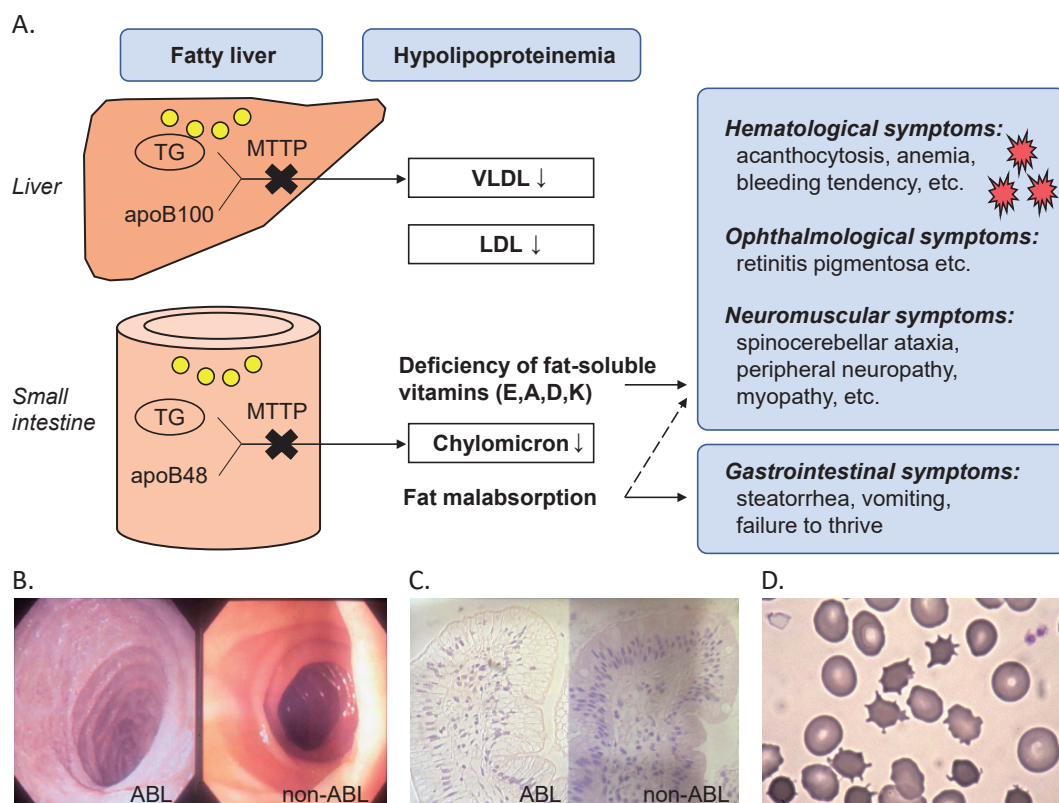 A.
Fatty liver
Hypolipoproteinemia
Liver
TG
MTTP
apoB100
VLDL ↓
LDL ↓
Small
intestine
TG
MTTP
apoB48
Deficiency of fat-soluble
vitamins (E,A,D,K)
Chylomicron ↓
Fat malabsorption
Hematological symptoms:
acanthocytosis, anemia,
bleeding tendency, etc.
Ophthalmological symptoms:
retinitis pigmentosa etc.
Neuromuscular symptoms:
spinocerebellar ataxia,
peripheral neuropathy,
myopathy, etc.
Gastrointestinal symptoms:
steatorrhea, vomiting,
failure to thrive
B.
ABL
non-ABL
C.
ABL
non-ABL
D.